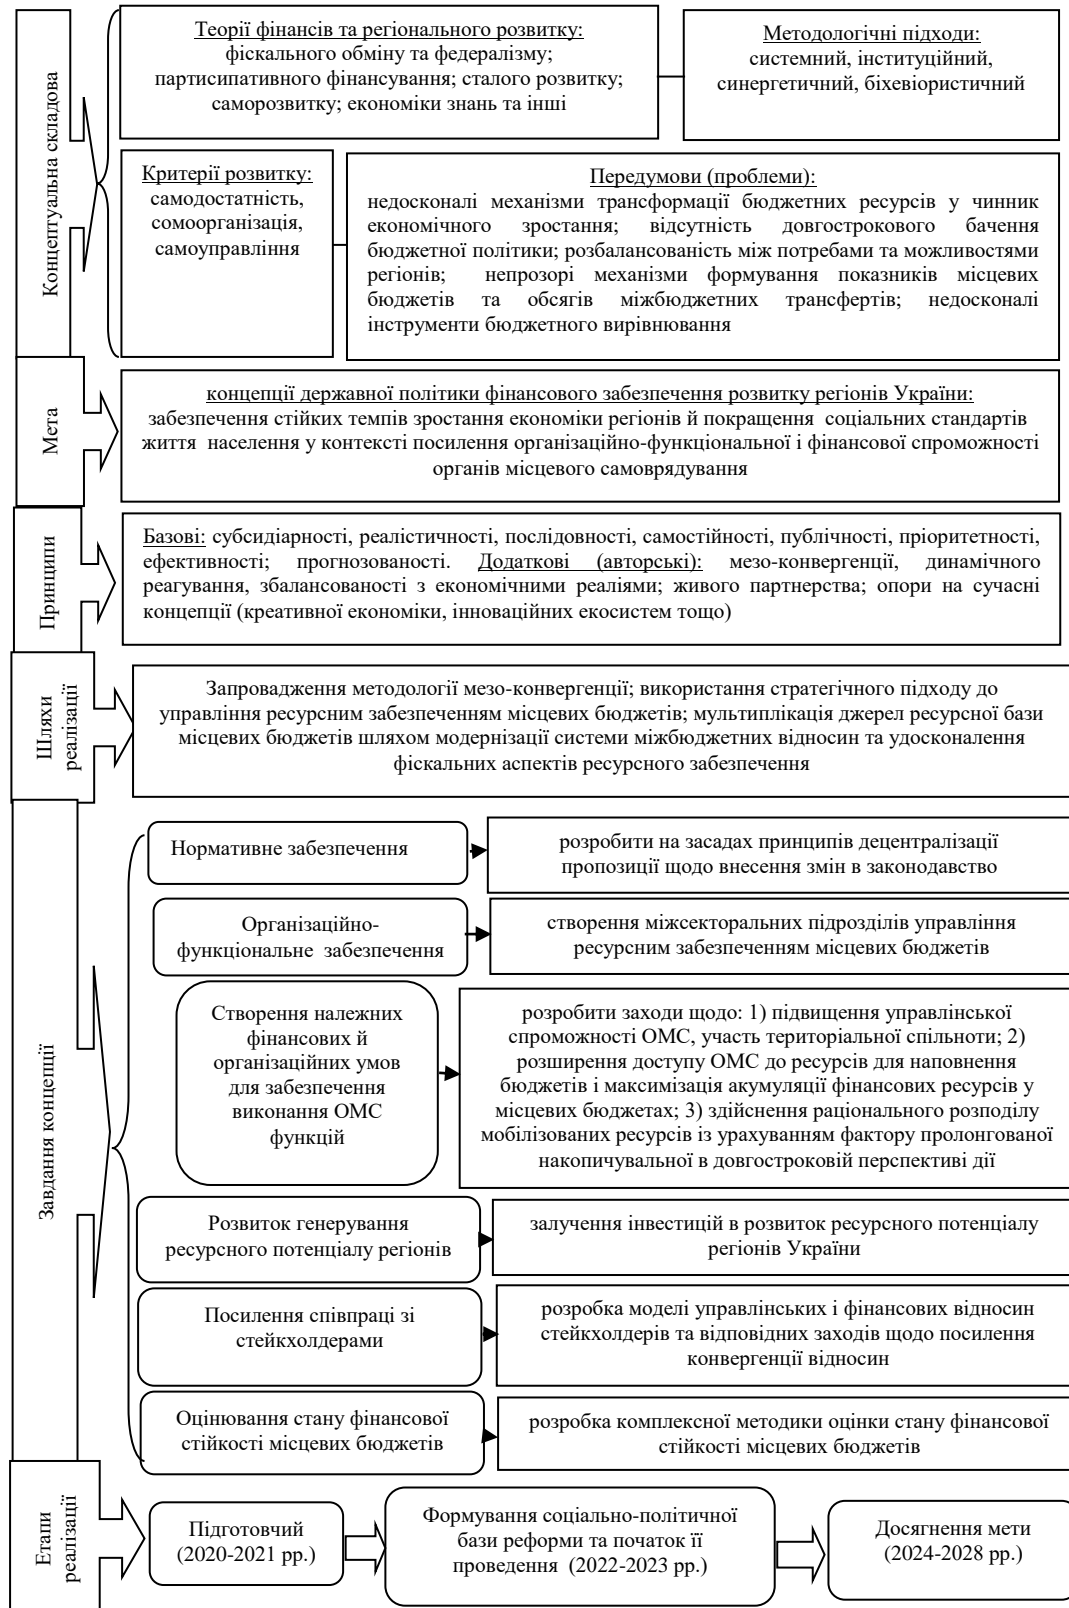 Концептуальна складова
Теорії фінансів та регіонального розвитку:
фіскального обміну та федералізму;
партисипативного фінансування; сталого розвитку;
саморозвитку; економіки знань та інші
Методологічні підходи:
системний, інституційний,
синергетичний, біхевіористичний
Критерії розвитку:
самодостатність,
сомоорганізація,
самоуправління
Передумови (проблеми):
недосконалі механізми трансформації бюджетних ресурсів у чинник
економічного зростання; відсутність довгострокового бачення
бюджетної політики; розбалансованість між потребами та можливостями
регіонів; непрозорі механізми формування показників місцевих
бюджетів та обсягів міжбюджетних трансфертів; недосконалі
інструменти бюджетного вирівнювання
Мета
концепції державної політики фінансового забезпечення розвитку регіонів України:
забезпечення стійких темпів зростання економіки регіонів й покращення соціальних стандартів
життя населення у контексті посилення організаційно-функціональної і фінансової спроможності
органів місцевого самоврядування
Принципи
Базові: субсидіарності, реалістичності, послідовності, самостійності, публічності, пріоритетності,
ефективності; прогнозованості. Додаткові (авторські): мезо-конвергенції, динамічного
реагування, збалансованості з економічними реаліями; живого партнерства; опори на сучасні
концепції (креативної економіки, інноваційних екосистем тощо)
Шляхи
реалізації
Запровадження методології мезо-конвергенції; використання стратегічного підходу до
управління ресурсним забезпеченням місцевих бюджетів; мультиплікація джерел ресурсної бази
місцевих бюджетів шляхом модернізації системи міжбюджетних відносин та удосконалення
фіскальних аспектів ресурсного забезпечення
Завдання концепції
Нормативне забезпечення
розробити на засадах принципів децентралізації
пропозиції щодо внесення змін в законодавство
Організаційно-
функціональне забезпечення
створення міжсекторальних підрозділів управління
ресурсним забезпеченням місцевих бюджетів
Створення належних
фінансових й
організаційних умов
для забезпечення
виконання ОМС
функцій
розробити заходи щодо: 1) підвищення управлінської
спроможності ОМС, участь територіальної спільноти; 2)
розширення доступу ОМС до ресурсів для наповнення
бюджетів і максимізація акумуляції фінансових ресурсів у
місцевих бюджетах; 3) здійснення раціонального розподілу
мобілізованих ресурсів із урахуванням фактору пролонгованої
накопичувальної в довгостроковій перспективі дії
Розвиток генерування
ресурсного потенціалу регіонів
залучення інвестицій в розвиток ресурсного потенціалу
регіонів України
Посилення співпраці зі
стейкхолдерами
розробка моделі управлінських і фінансових відносин
стейкхолдерів та відповідних заходів щодо посилення
конвергенції відносин
Оцінювання стану фінансової
стійкості місцевих бюджетів
розробка комплексної методики оцінки стану фінансової
стійкості місцевих бюджетів
Етапи
реалізації
Підготовчий
(2020-2021 рр.)
Формування соціально-політичної
бази реформи та початок її
проведення (2022-2023 рр.)
Досягнення мети
(2024-2028 рр.)